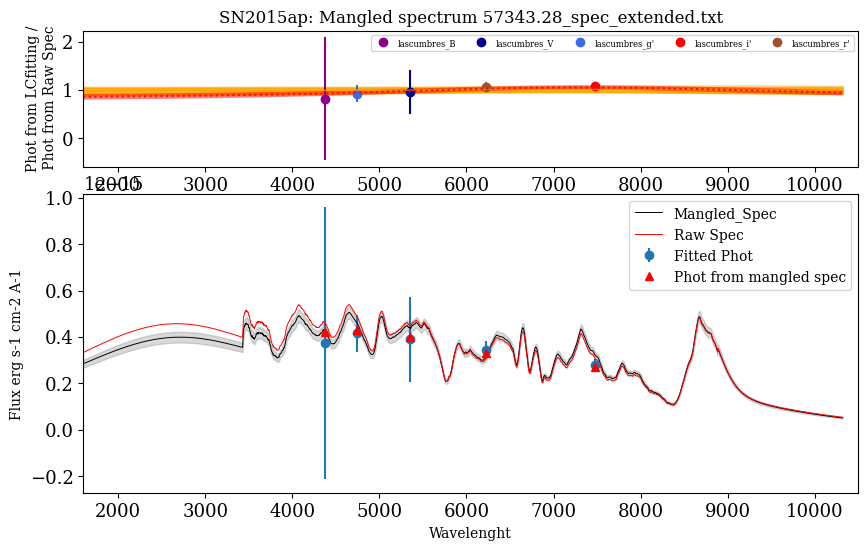 SN2015ap: Mangled spectrum 57343.28_spec_extended.txt
Phot from LCfitting /
Phot from Raw Spec
2
1
0
lascumbres_B
lascumbres_V
lascumbres_g'
lascumbres_i'
lascumbres_r'
2000 3000 4000 5000 6000 7000 8000 9000 10000
1e−15
Flux erg s-1 cm-2 A-1
1.0
0.8
0.6
0.4
0.2
0.0
−0.2
Mangled_Spec
Raw Spec
Fitted Phot
Phot from mangled spec
2000 3000 4000 5000 6000 7000 8000 9000 10000
Wavelenght